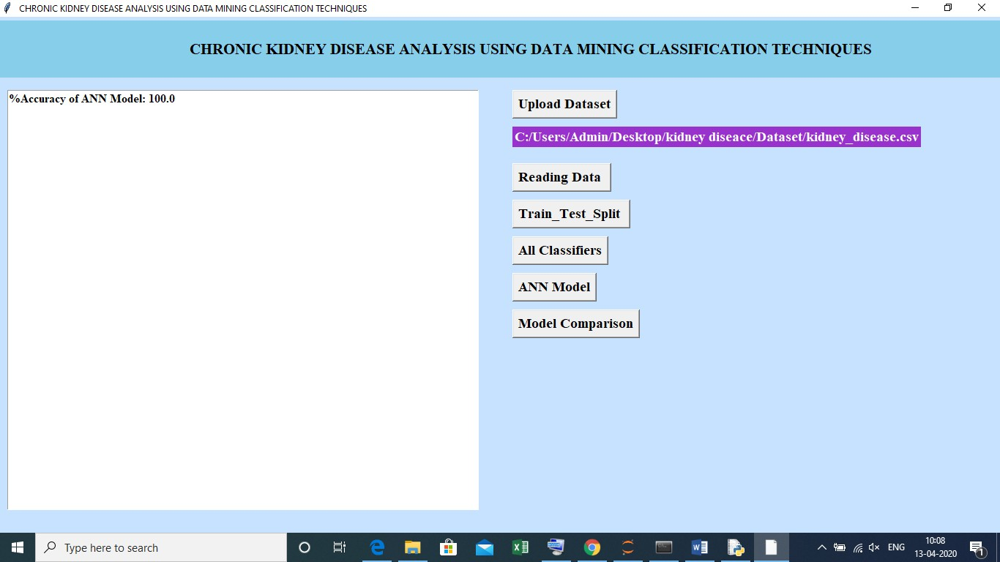 CHRONIC KIDNEY DISEASE ANALYSIS USING DATA MINING CLASSIFICATION TECHNIQUES
CHRONIC KIDNEY DISEASE ANALYSIS USING DATA MINING CLASSIFICATION TECHNIQUES
%Accuracy of ANN Model: 100.0
Upload Dataset
C:/Users/Admin/Desktop/kidney diseace/Dataset/kidney_disease.csv
Reading Data
Train_Test_Split
All Classifiers
ANN Model
Model Comparison
Type here to search
ENG
10:08
13-04-2020
1